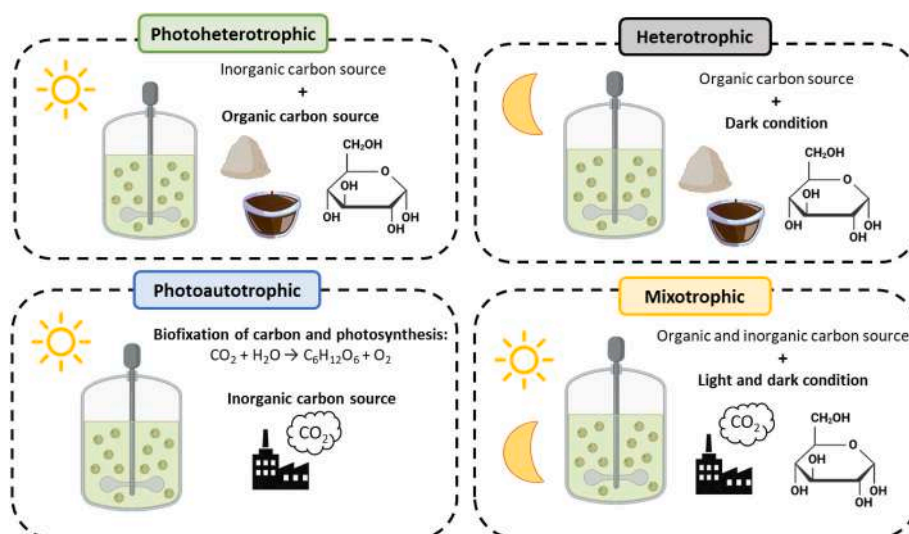 Photoheterotrophic
Inorganic carbon source
+
Organic carbon source
CH₂OH
O
OH
OH
OH
OH
Heterotrophic
Organic carbon source
+
Dark condition
CH₂OH
O
OH
OH
OH
OH
Photoautotrophic
Biofixation of carbon and photosynthesis:
CO₂ + H₂O → C₆H₁₂O₆ + O₂
Inorganic carbon source
CO₂
Mixotrophic
Organic and inorganic carbon source
+
Light and dark condition
CO₂
CH₂OH
O
OH
OH
OH
OH